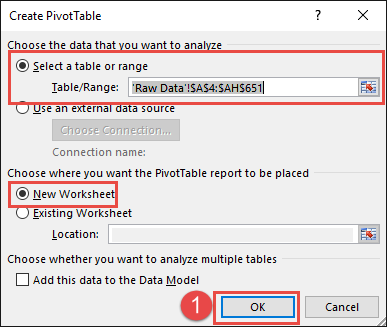 Create PivotTable
?
×
Choose the data that you want to analyze
Select a table or range
Table/Range: 'Raw Data'!$A$4:$AH$651
Use an external data source
Choose Connection...
Connection name:
Choose where you want the PivotTable report to be placed
New Worksheet
Existing Worksheet
Location:
Choose whether you want to analyze multiple tables
Add this data to the Data Model
1
OK
Cancel